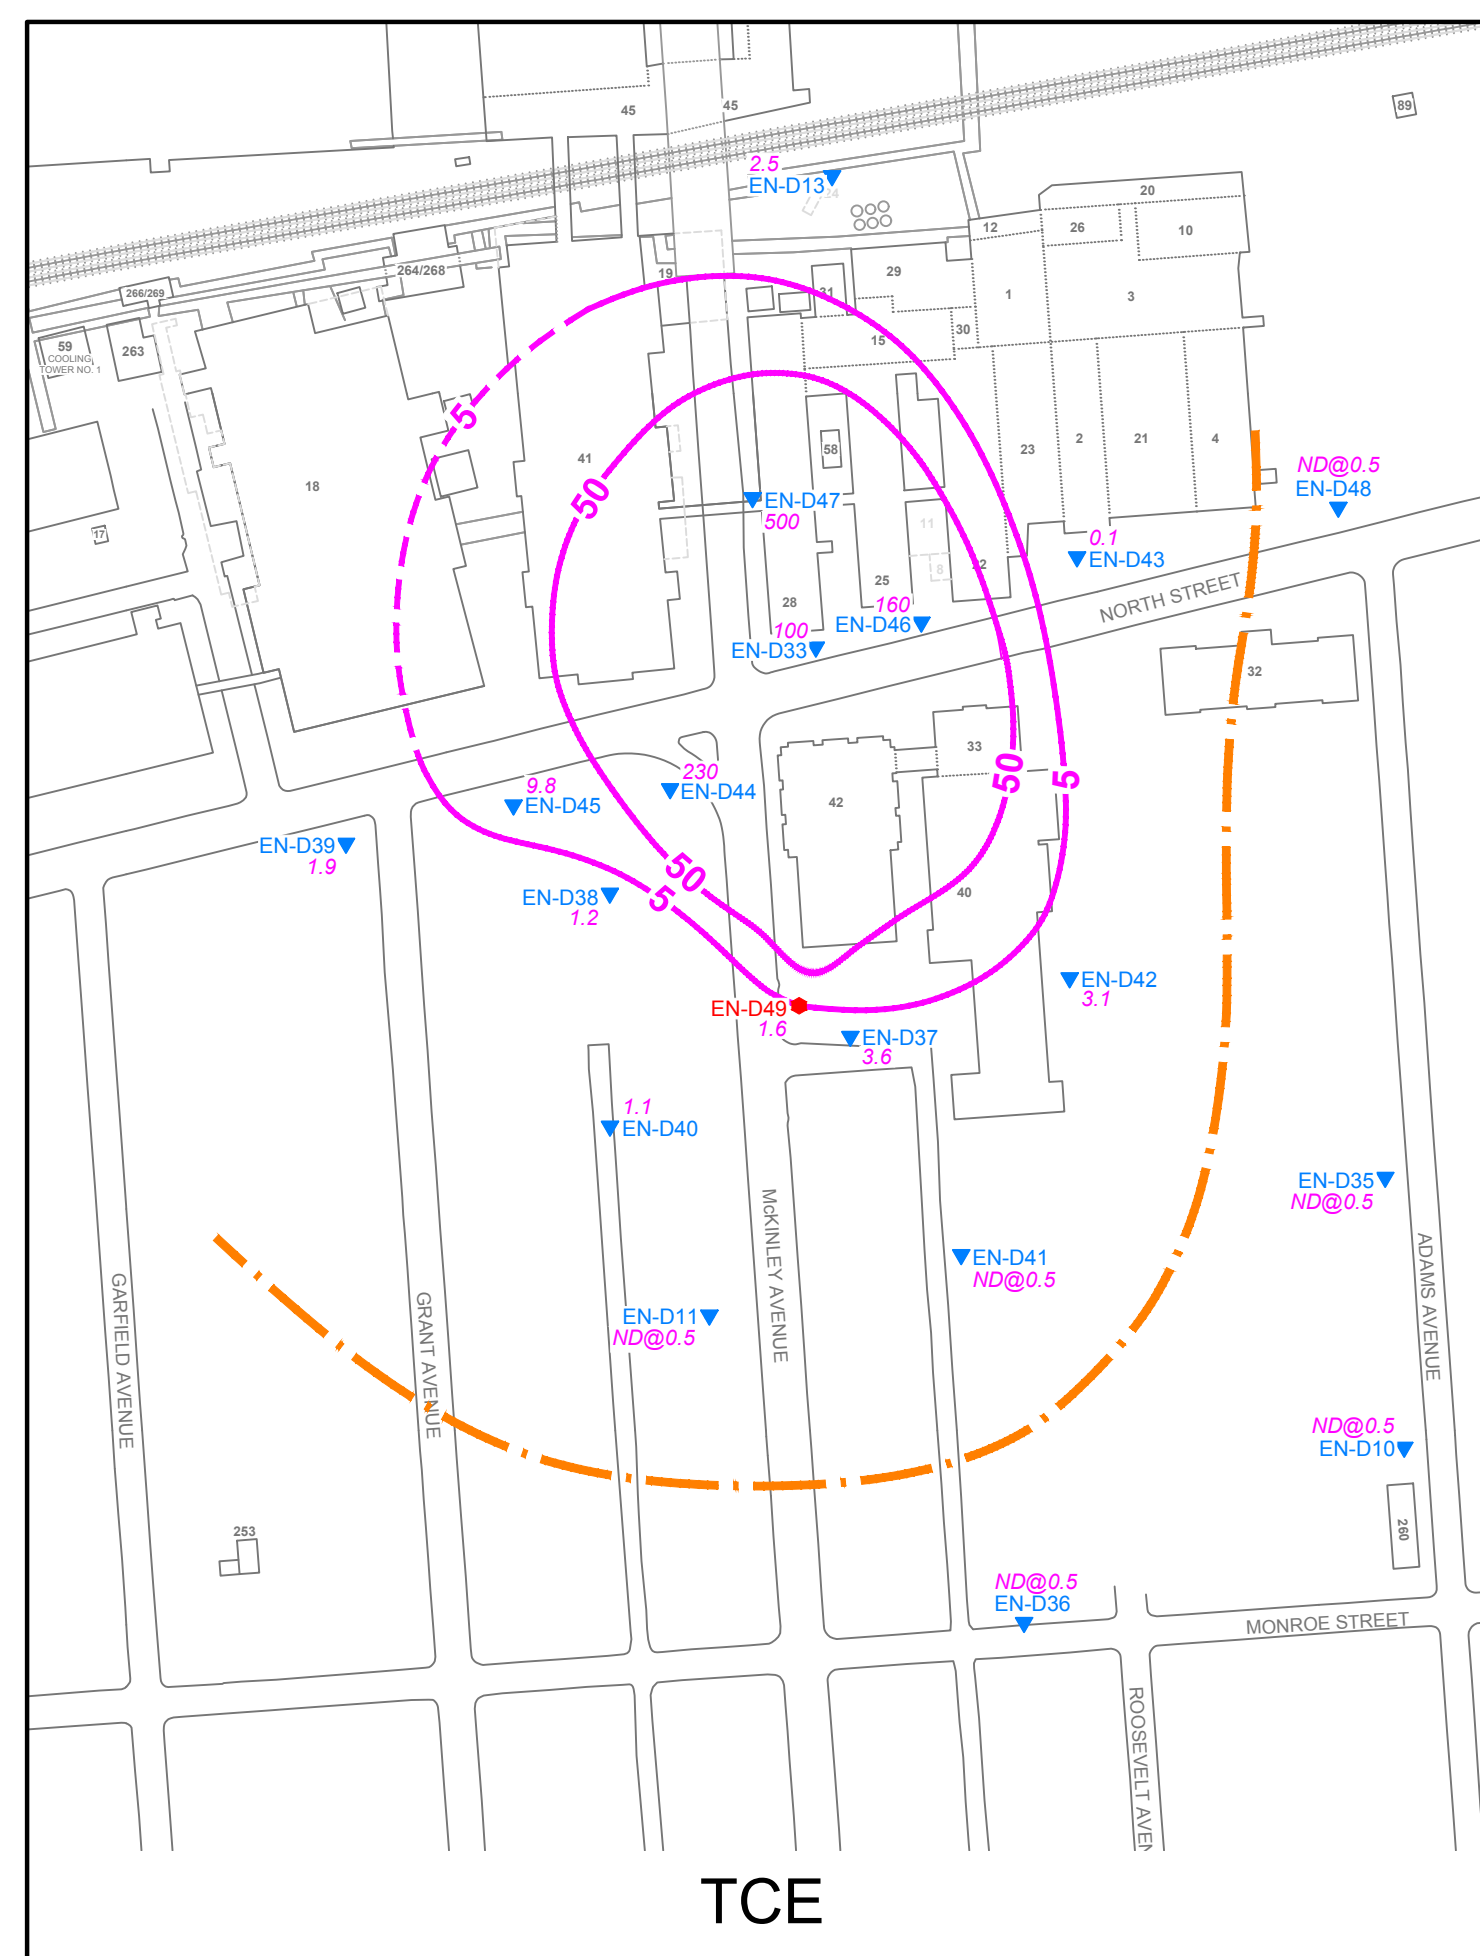 89
45
45
2.5
EN-D13
24
20
12
26
10
264/268
19
29
266/269
31
1
3
59
COOLING
TOWER NO. 1
263
15
30
5
58
41
23
2
21
4
18
50
ND@0.5
EN-D48
EN-D47
500
11
17
0.1
EN-D43
8
22
25
NORTH STREET
28
160
EN-D46
100
EN-D33
32
33
230
EN-D44
50
5
9.8
EN-D45
42
EN-D39
1.9
50
5
40
EN-D38
1.2
EN-D42
3.1
EN-D49
1.6
EN-D37
3.6
1.1
EN-D40
EN-D35
ND@0.5
McKINLEY AVENUE
EN-D41
ND@0.5
GARFIELD AVENUE
GRANT AVENUE
ADAMS AVENUE
EN-D11
ND@0.5
ND@0.5
EN-D10
253
260
ND@0.5
EN-D36
MONROE STREET
ROOSEVELT AVEN
TCE